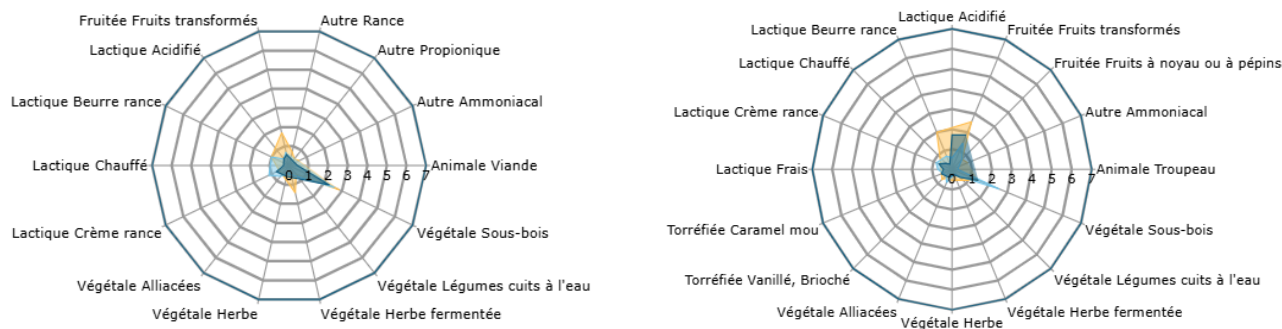 Fruitée Fruits transformés
Autre Rance
Lactique Acidifié
Autre Propionique
Lactique Beurre rance
Autre Ammoniacal
Lactique Chauffé
0 1 2 3 4 5 6 7
Animale Viande
Lactique Crème rance
Végétale Sous-bois
Végétale Alliacées
Végétale Légumes cuits à l'eau
Végétale Herbe
Végétale Herbe fermentée
Lactique Acidifié
Lactique Beurre rance
Fruitée Fruits transformés
Lactique Chauffé
Fruitée Fruits à noyau ou à pépins
Lactique Crème rance
Autre Ammoniacal
Lactique Frais
0 1 2 3 4 5 6 7
Animale Troupeau
Torréfiée Caramel mou
Végétale Sous-bois
Torréfiée Vanillé, Brioché
Végétale Légumes cuits à l'eau
Végétale Alliacées
Végétale Herbe
Végétale Herbe fermentée